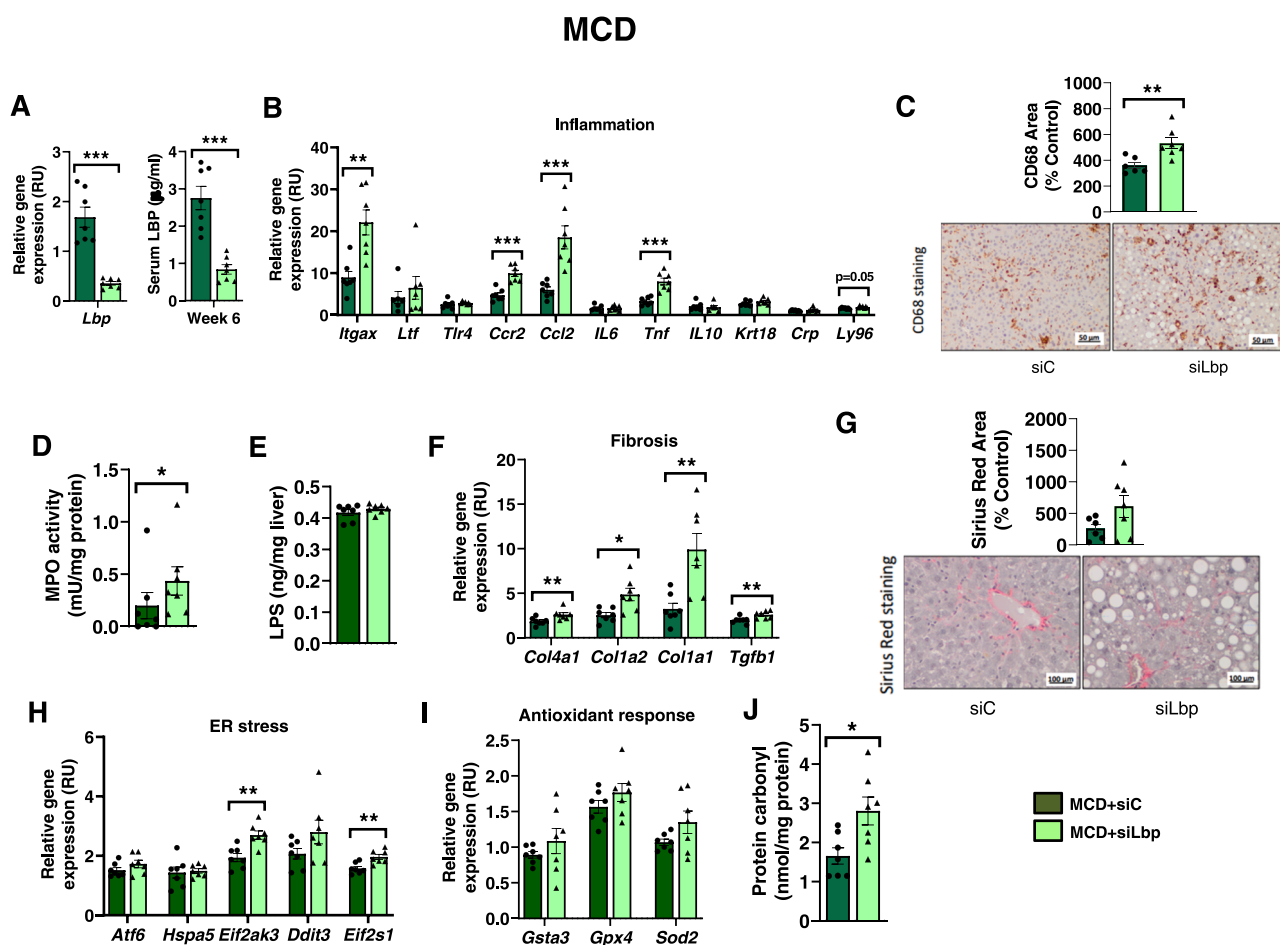 MCD
A
Relative gene
expression (RU)
3
2
1
0
***
Lbp
Serum LBP
g/ml)
4
3
2
1
0
***
Week 6
B
Inflammation
Relative gene
expression (RU)
40
30
20
10
0
**
***
***
***
p=0.05
Itgax Ltf Tlr4 Ccr2 Ccl2 IL6 Tnf IL10 Krt18 Crp Ly96
C
CD68 Area
(% Control)
1000
800
600
400
200
0
**
CD68 staining
50 µm
50 µm
siC siLbp
D
MPO activity
(mU/mg protein)
1.5
1.0
0.5
0.0
*
E
LPS (ng/mg liver)
0.5
0.4
0.3
0.2
0.1
0.0
F
Fibrosis
Relative gene
expression (RU)
20
15
10
5
0
**
*
**
**
Col4a1 Col1a2 Col1a1 Tgfb1
G
Sirius Red Area
(% Control)
2000
1500
1000
500
0
Sirius Red staining
100 µm
100 µm
siC siLbp
H
ER stress
Relative gene
expression (RU)
6
4
2
0
**
**
Atf6 Hspa5 Eif2ak3 Ddit3 Eif2s1
I
Antioxidant response
Relative gene
expression (RU)
2.5
2.0
1.5
1.0
0.5
0.0
Gsta3 Gpx4 Sod2
J
Protein carbonyl
(nmol/mg protein)
5
4
3
2
1
0
*
MCD+siC
MCD+siLbp